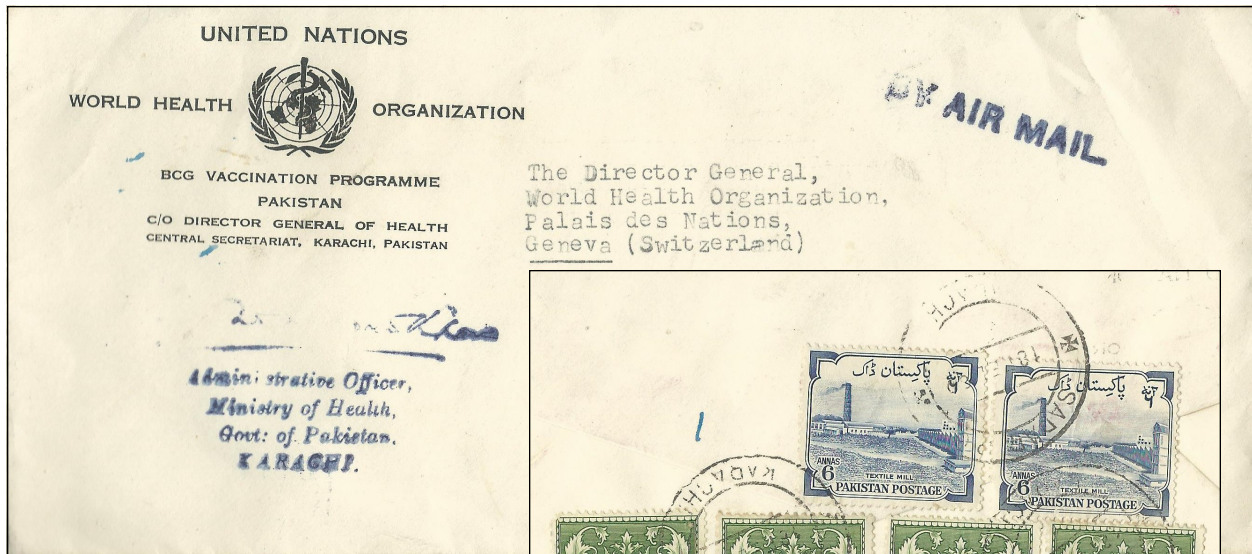 UNITED NATIONS
WORLD HEALTH ORGANIZATION
BCG VACCINATION PROGRAMME
PAKISTAN
C/O DIRECTOR GENERAL OF HEALTH
CENTRAL SECRETARIAT, KARACHI, PAKISTAN
BY AIR MAIL
The Director General,
World Health Organization,
Palais des Nations,
Geneva (Switzerland)
Administrative Officer,
Ministry of Health,
Govt: of Pakistan.
KARACHI.
پاکستان ڈاک
ANNAS
6
TEXTILE MILL
PAKISTAN POSTAGE
پاکستان ڈاک
ANNAS
6
TEXTILE MILL
PAKISTAN POSTAGE